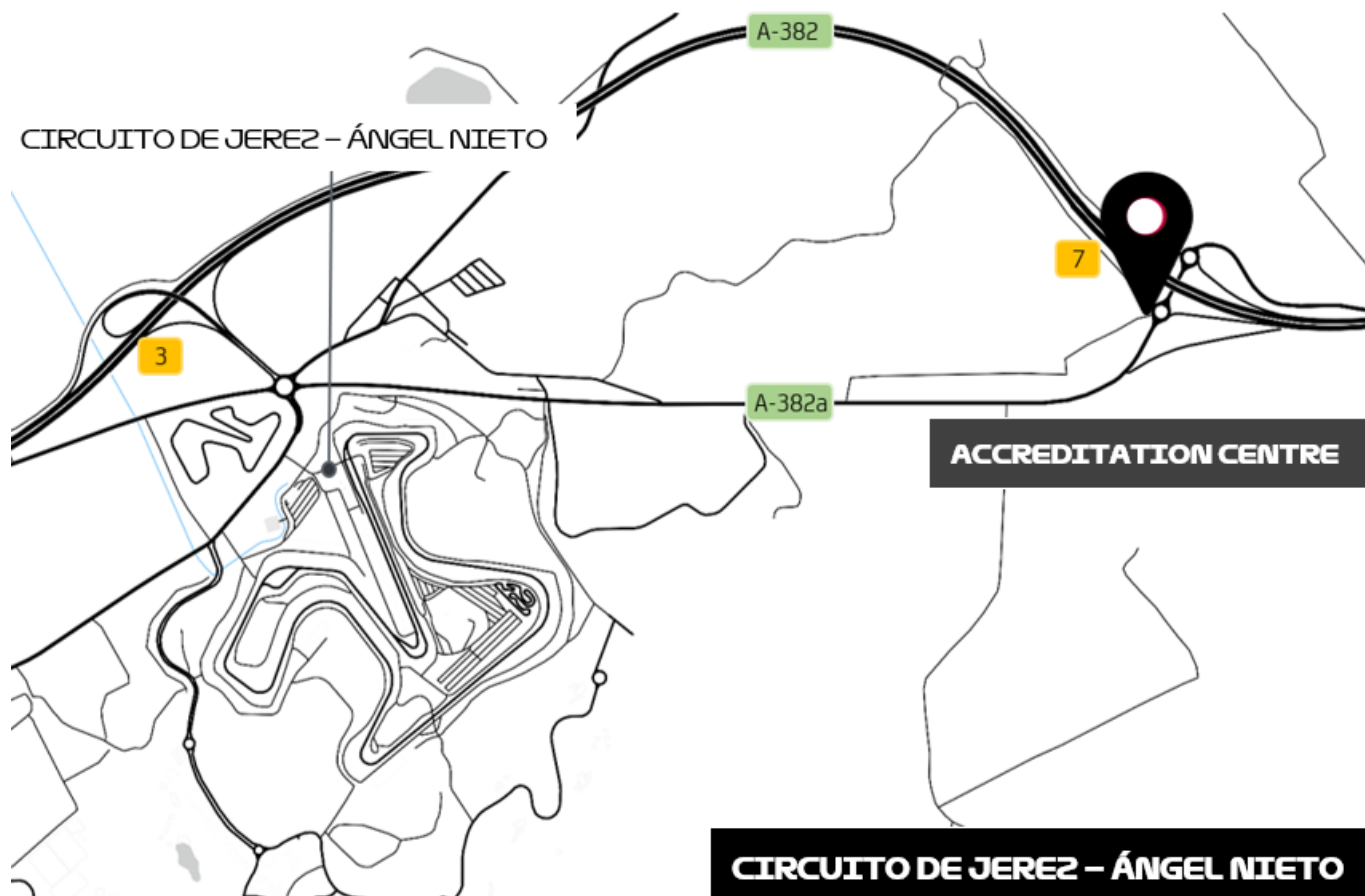 A-382
CIRCUITO DE JEREZ – ÁNGEL NIETO
7
3
A-382a
ACCREDITATION CENTRE
CIRCUITO DE JEREZ – ÁNGEL NIETO